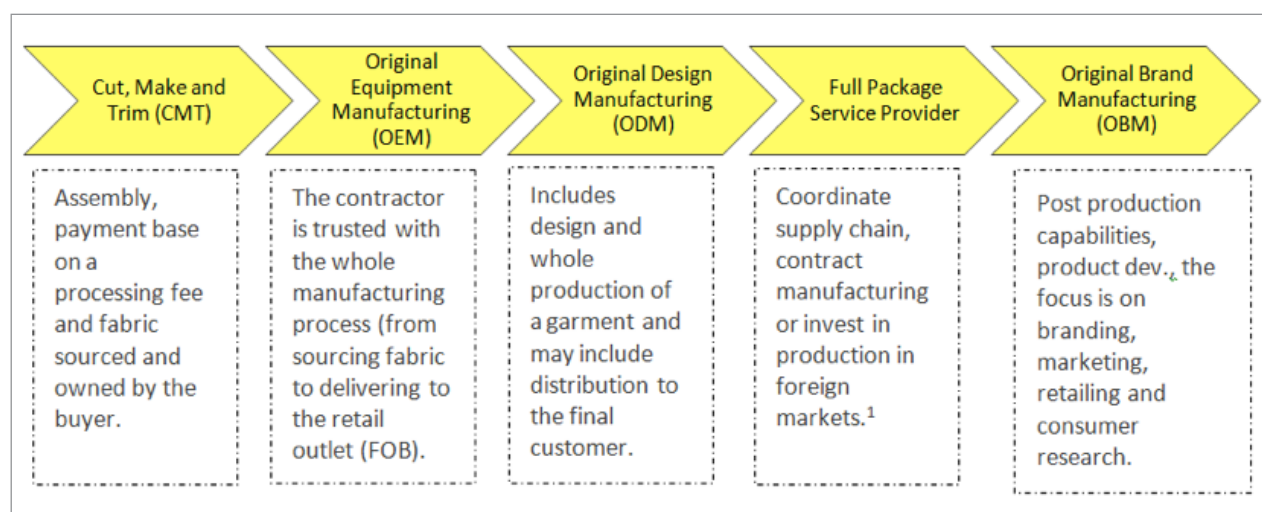 Cut, Make and
Trim (CMT)
Original
Equipment
Manufacturing
(OEM)
Original Design
Manufacturing
(ODM)
Full Package
Service Provider
Original Brand
Manufacturing
(OBM)
Assembly,
payment base
on a
processing fee
and fabric
sourced and
owned by the
buyer.
The contractor
is trusted with
the whole
manufacturing
process (from
sourcing fabric
to delivering to
the retail
outlet (FOB).
Includes
design and
whole
production of
a garment and
may include
distribution to
the final
customer.
Coordinate
supply chain,
contract
manufacturing
or invest in
production in
foreign
markets.¹
Post production
capabilities,
product dev., the
focus is on
branding,
marketing,
retailing and
consumer
research.